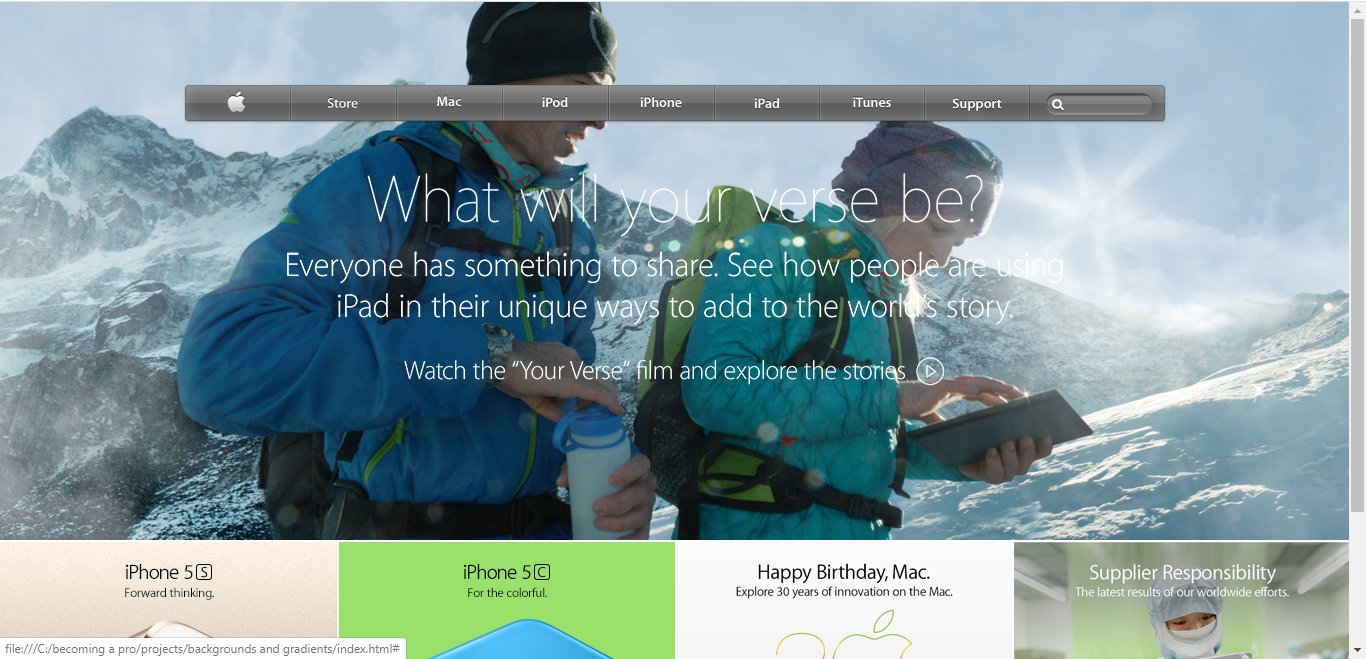 Store Mac iPod iPhone iPad iTunes Support
What will your verse be?
Everyone has something to share. See how people are using
iPad in their unique ways to add to the world's story.
Watch the “Your Verse” film and explore the stories
iPhone 5S
Forward thinking.
iPhone 5C
For the colorful.
Happy Birthday, Mac.
Explore 30 years of innovation on the Mac.
30
Supplier Responsibility
The latest results of our worldwide efforts.
file:///C:/becoming a pro/projects/backgrounds and gradients/index.html#